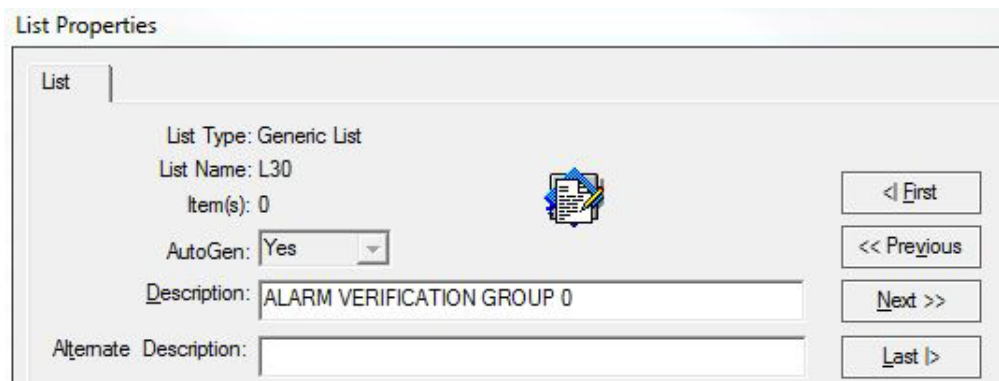 List Properties
List
List Type: Generic List
List Name: L30
Item(s): 0
<| First
AutoGen: Yes
<< Previous
Description: ALARM VERIFICATION GROUP 0
Next >>
Alternate Description:
Last |>